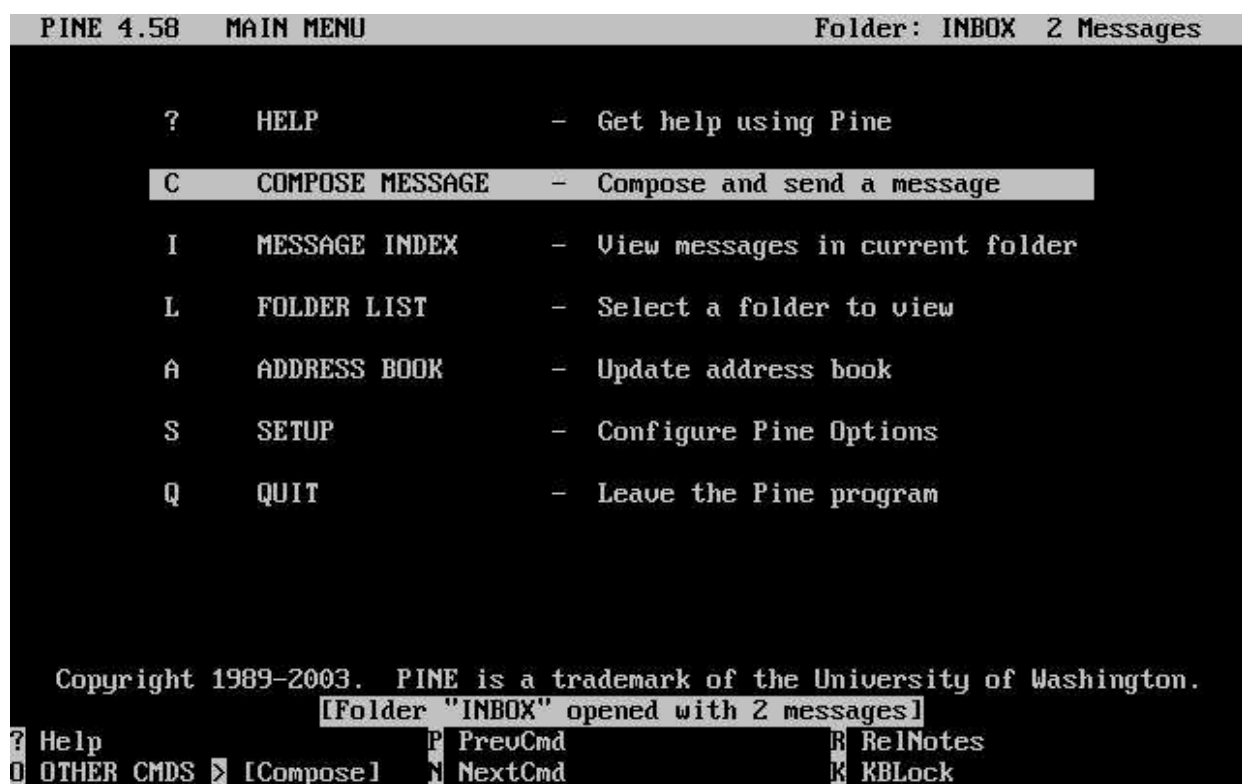 PINE 4.58   MAIN MENU   Folder: INBOX   2 Messages
?   HELP   -   Get help using Pine
C   COMPOSE MESSAGE   -   Compose and send a message
I   MESSAGE INDEX   -   View messages in current folder
L   FOLDER LIST   -   Select a folder to view
A   ADDRESS BOOK   -   Update address book
S   SETUP   -   Configure Pine Options
Q   QUIT   -   Leave the Pine program
Copyright 1989-2003.  PINE is a trademark of the University of Washington.
[Folder "INBOX" opened with 2 messages]
? Help   P PrevCmd   R RelNotes
O OTHER CMDS > [Compose]   N NextCmd   K KBLock